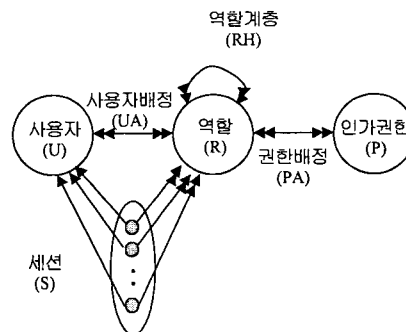 역할계층
(RH)
사용자배정
(UA)
사용자
(U)
역할
(R)
인가권한
(P)
권한배정
(PA)
세션
(S)